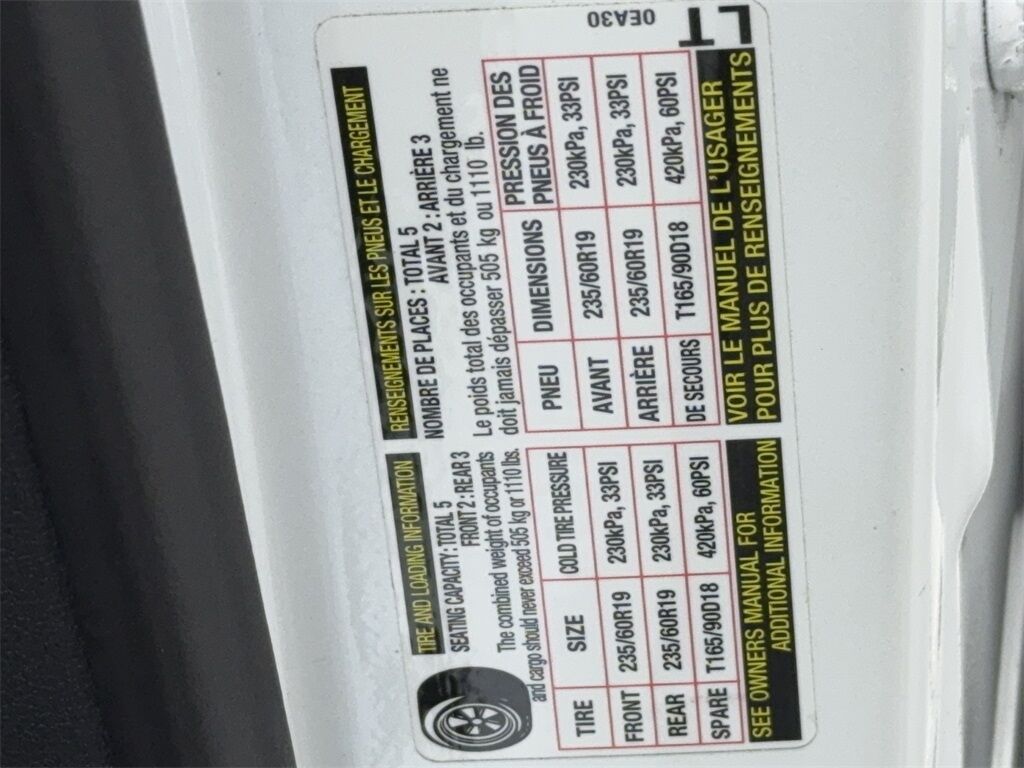 TIRE AND LOADING INFORMATION
SEATING CAPACITY: TOTAL 5
FRONT 2 : REAR 3
The combined weight of occupants
and cargo should never exceed 505 kg or 1110 lbs.
TIRE SIZE COLD TIRE PRESSURE
FRONT 235/60R19 230kPa, 33PSI
REAR 235/60R19 230kPa, 33PSI
SPARE T165/90D18 420kPa, 60PSI
SEE OWNERS MANUAL FOR
ADDITIONAL INFORMATION
RENSEIGNEMENTS SUR LES PNEUS ET LE CHARGEMENT
NOMBRE DE PLACES : TOTAL 5
AVANT 2 : ARRIÈRE 3
Le poids total des occupants et du chargement ne
doit jamais dépasser 505 kg ou 1110 lb.
PNEU DIMENSIONS PRESSION DES
PNEUS À FROID
AVANT 235/60R19 230kPa, 33PSI
ARRIÈRE 235/60R19 230kPa, 33PSI
DE SECOURS T165/90D18 420kPa, 60PSI
VOIR LE MANUEL DE L'USAGER
POUR PLUS DE RENSEIGNEMENTS
0EA30